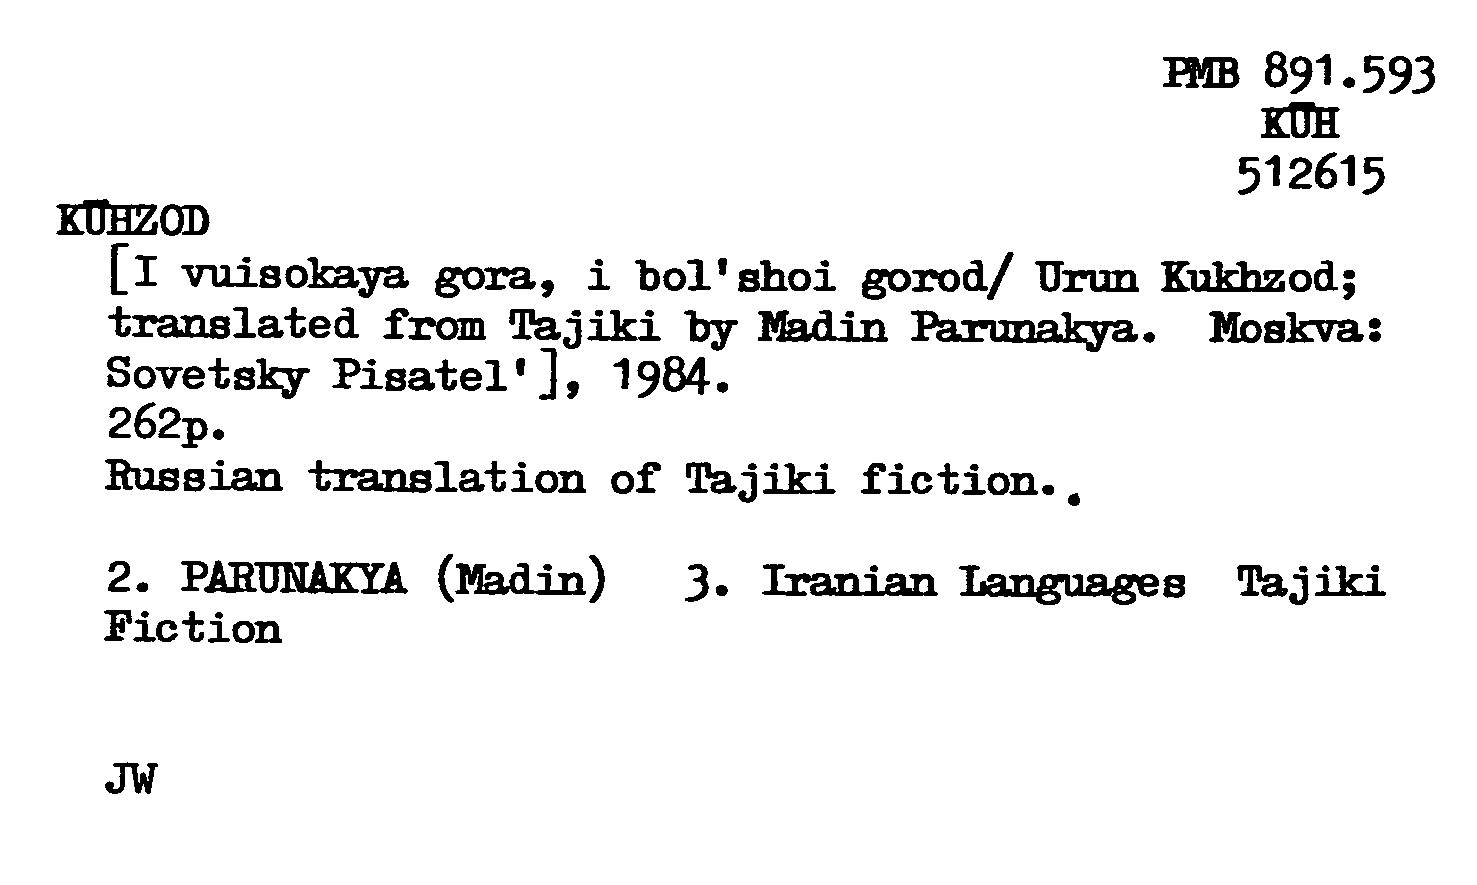 PMB 891.593
KŪH
512615
KŪHZOD
[I vuisokaya gora, i bol'shoi gorod/ Urun Kukhzod;
translated from Tajiki by Madin Parunakya. Moskva:
Sovetsky Pisatel'], 1984.
262p.
Russian translation of Tajiki fiction..
2. PARUNAKYA (Madin) 3. Iranian Languages Tajiki
Fiction
JW